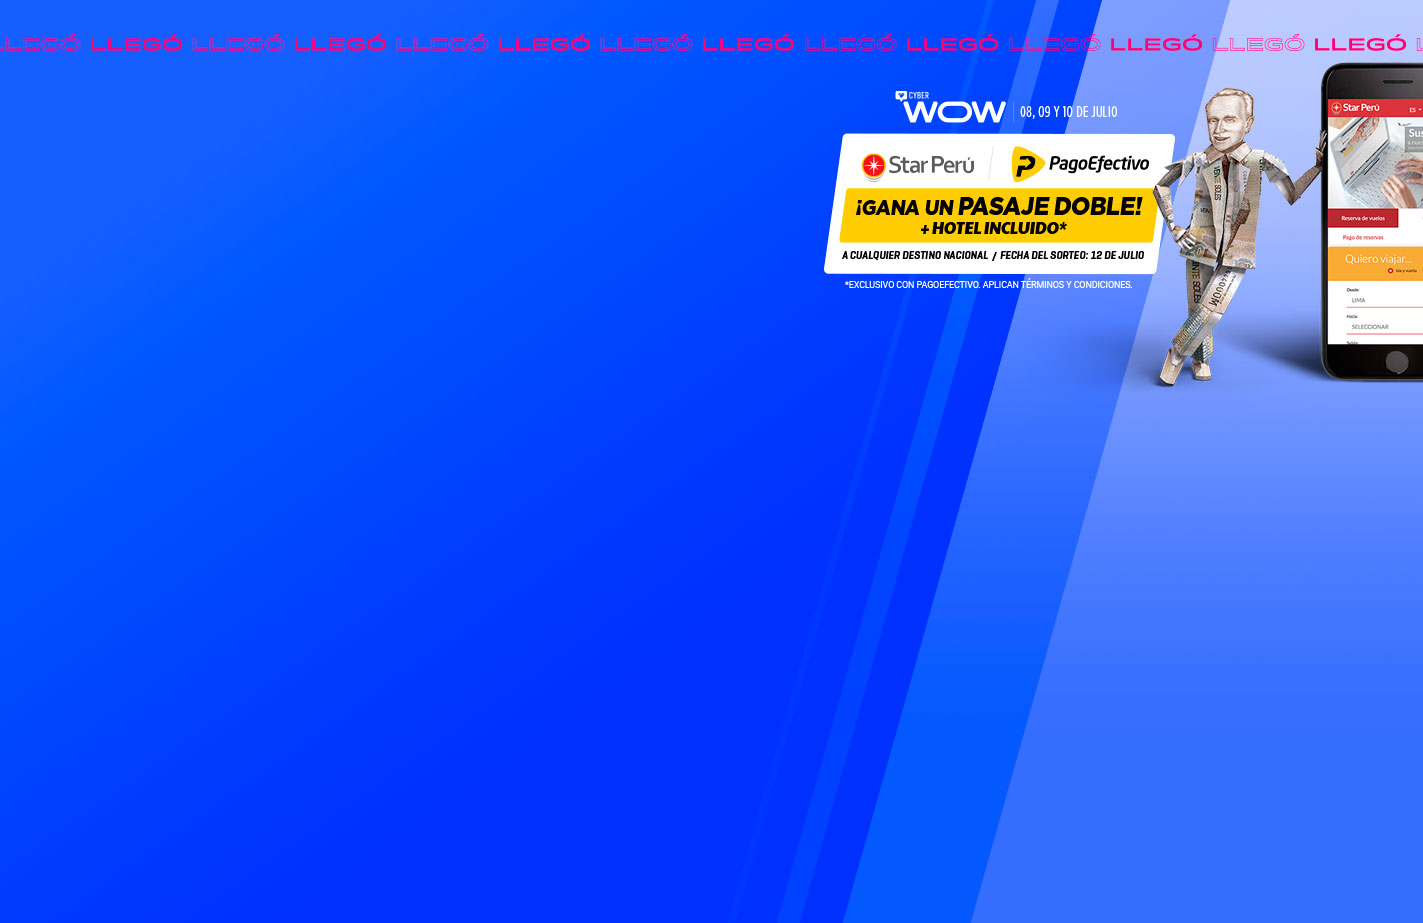 LLEGÓ LLEGÓ LLEGÓ LLEGÓ LLEGÓ LLEGÓ LLEGÓ LLEGÓ LLEGÓ LLEGÓ LLEGÓ LLEGÓ LLEGÓ LLEGÓ
CYBER
WOW 08, 09 Y 10 DE JULIO
Star Perú PagoEfectivo
¡GANA UN PASAJE DOBLE!
+ HOTEL INCLUIDO*
A CUALQUIER DESTINO NACIONAL / FECHA DEL SORTEO: 12 DE JULIO
*EXCLUSIVO CON PAGOEFECTIVO. APLICAN TÉRMINOS Y CONDICIONES.
Star Perú ES
Reserva de vuelos
Pago de reservas
Quiero viajar...
Ida y vuelta
Desde:
LIMA
Hacia:
SELECCIONAR